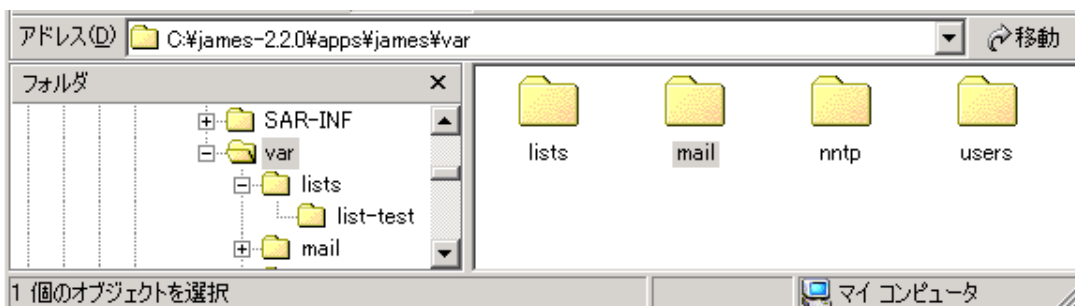 アドレス(D) C:¥james-2.2.0¥apps¥james¥var 移動
フォルダ
SAR-INF
var
lists
list-test
mail
lists mail nntp users
1 個のオブジェクトを選択 マイ コンピュータ